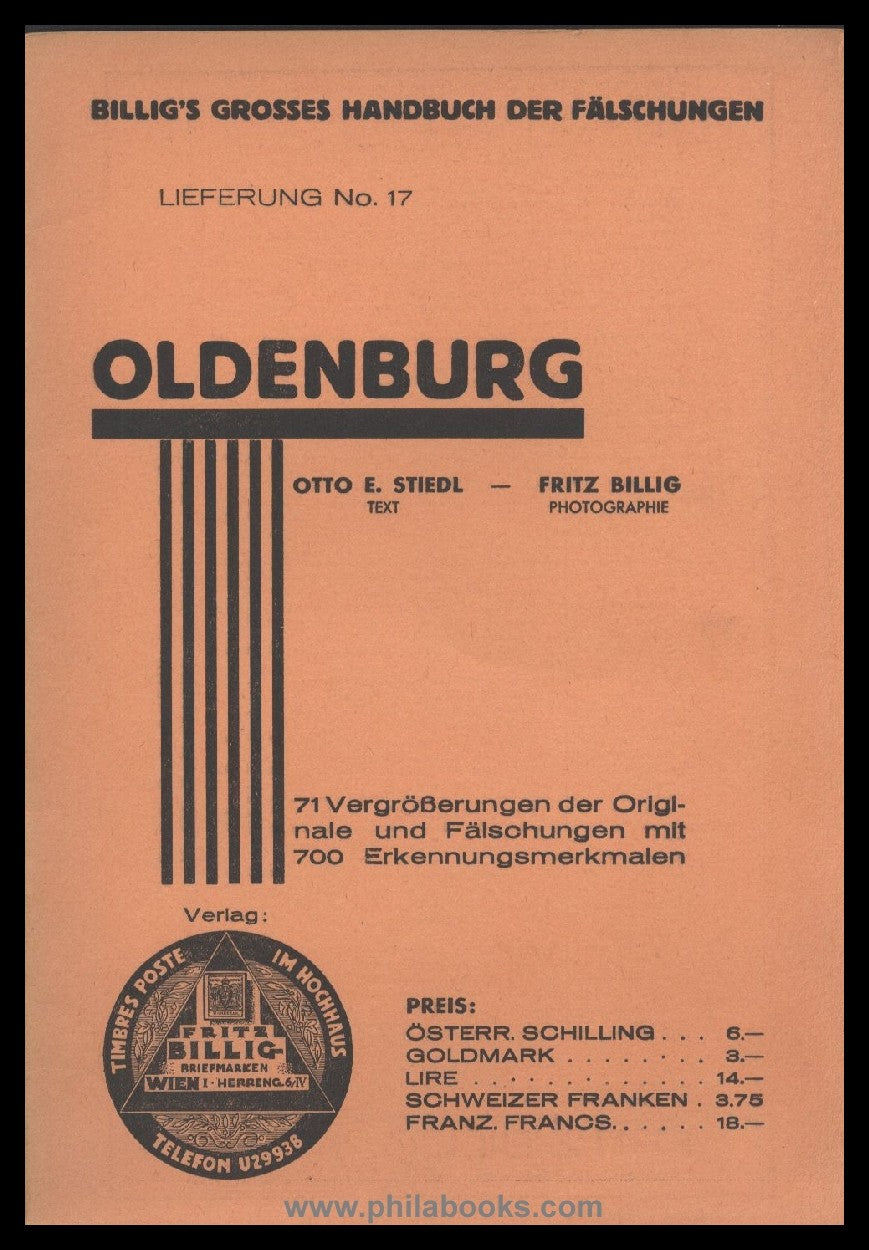 BILLIG'S GROSSES HANDBUCH DER FÄLSCHUNGEN
LIEFERUNG No. 17
OLDENBURG
OTTO E. STIEDL — FRITZ BILLIG
TEXT PHOTOGRAPHIE
71 Vergrößerungen der Origi-
nale und Fälschungen mit
700 Erkennungsmerkmalen
Verlag:
TIMBRES POSTE IM HOCHHAUS
FRITZ
BILLIG
BRIEFMARKEN
WIEN I - HERRENG. 6/IV
TELEFON U29938
PREIS:
ÖSTERR. SCHILLING . . . 6.—
GOLDMARK . . . . . . . . 3.—
LIRE . . . . . . . . . . . . . 14.—
SCHWEIZER FRANKEN . 3.75
FRANZ. FRANCS. . . . . . 18.—
www.philabooks.com